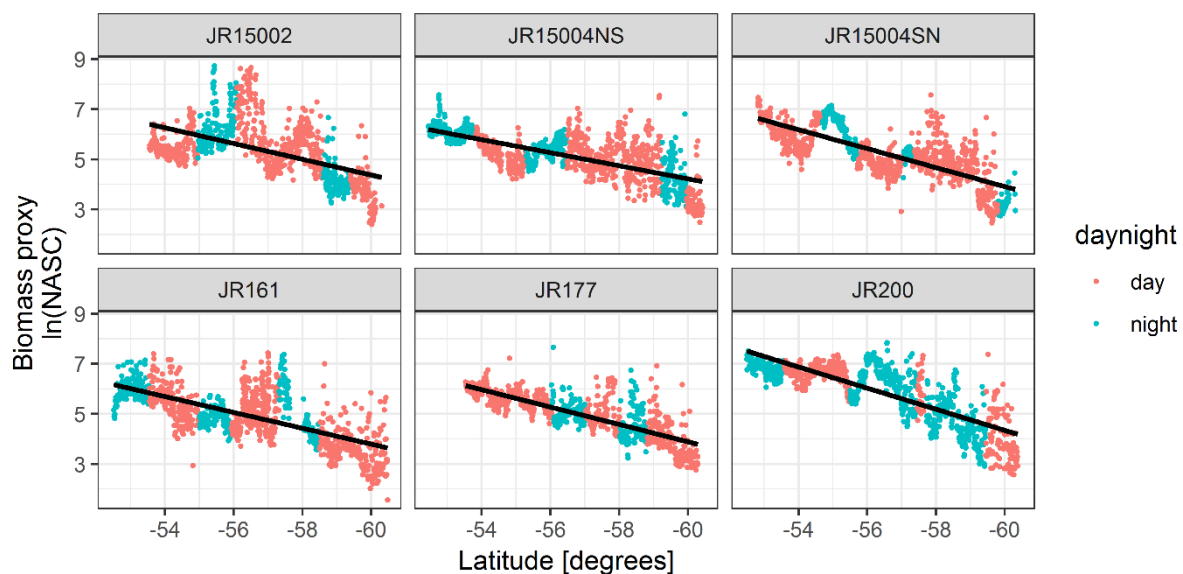 JR15002 JR15004NS JR15004SN
9
7
5
3
JR161 JR177 JR200
9
7
5
3
-54 -56 -58 -60 -54 -56 -58 -60 -54 -56 -58 -60
Latitude [degrees]
Biomass proxy
ln(NASC)
daynight
day
night